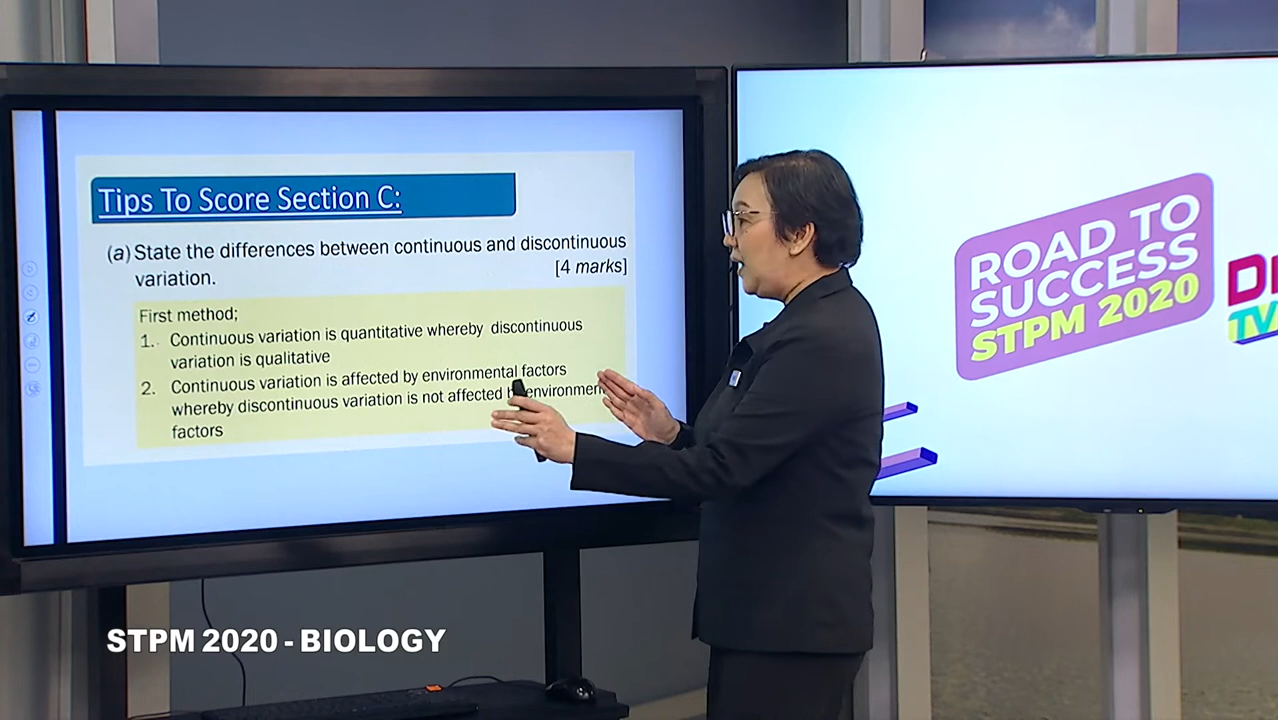 Tips To Score Section C:
(a) State the differences between continuous and discontinuous
variation. [4 marks]
First method;
1. Continuous variation is quantitative whereby discontinuous
variation is qualitative
2. Continuous variation is affected by environmental factors
whereby discontinuous variation is not affected
factors
ROAD TO
SUCCESS
STPM 2020
TV
STPM 2020 - BIOLOGY